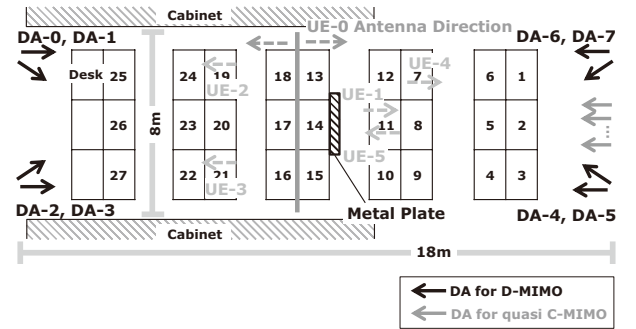 Cabinet
UE-0 Antenna Direction
DA-0, DA-1
DA-6, DA-7
Desk 25 24 19 18 13 12 7 6 1
UE-4
UE-2
UE-1
8m
26 23 20 17 14 11 8 5 2
...
UE-5
27 22 21 16 15 10 9 4 3
UE-3
DA-2, DA-3
Metal Plate
DA-4, DA-5
Cabinet
18m
DA for D-MIMO
DA for quasi C-MIMO